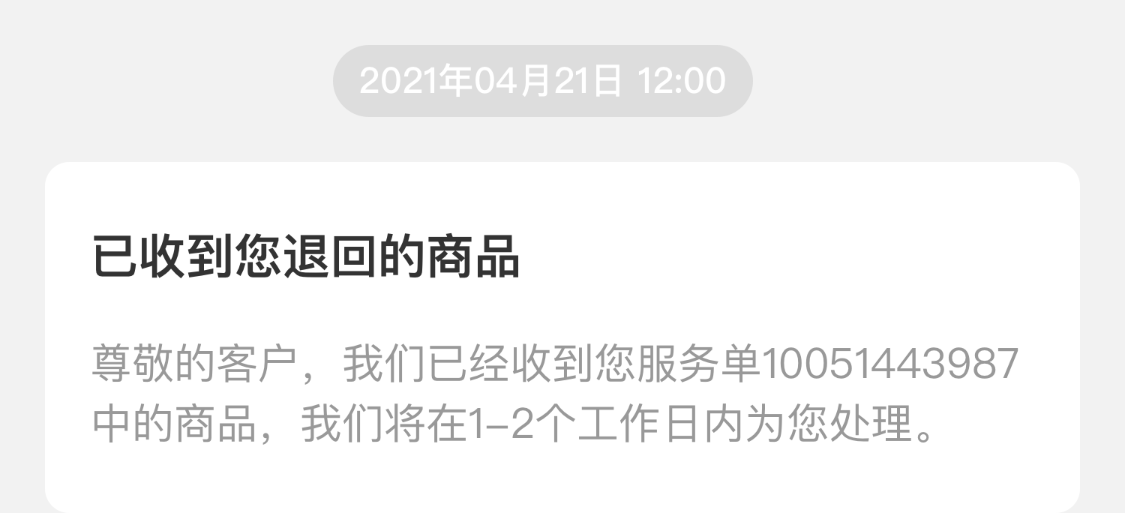 2021年04月21日 12:00
已收到您退回的商品
尊敬的客户，我们已经收到您服务单10051443987
中的商品，我们将在1-2个工作日内为您处理。